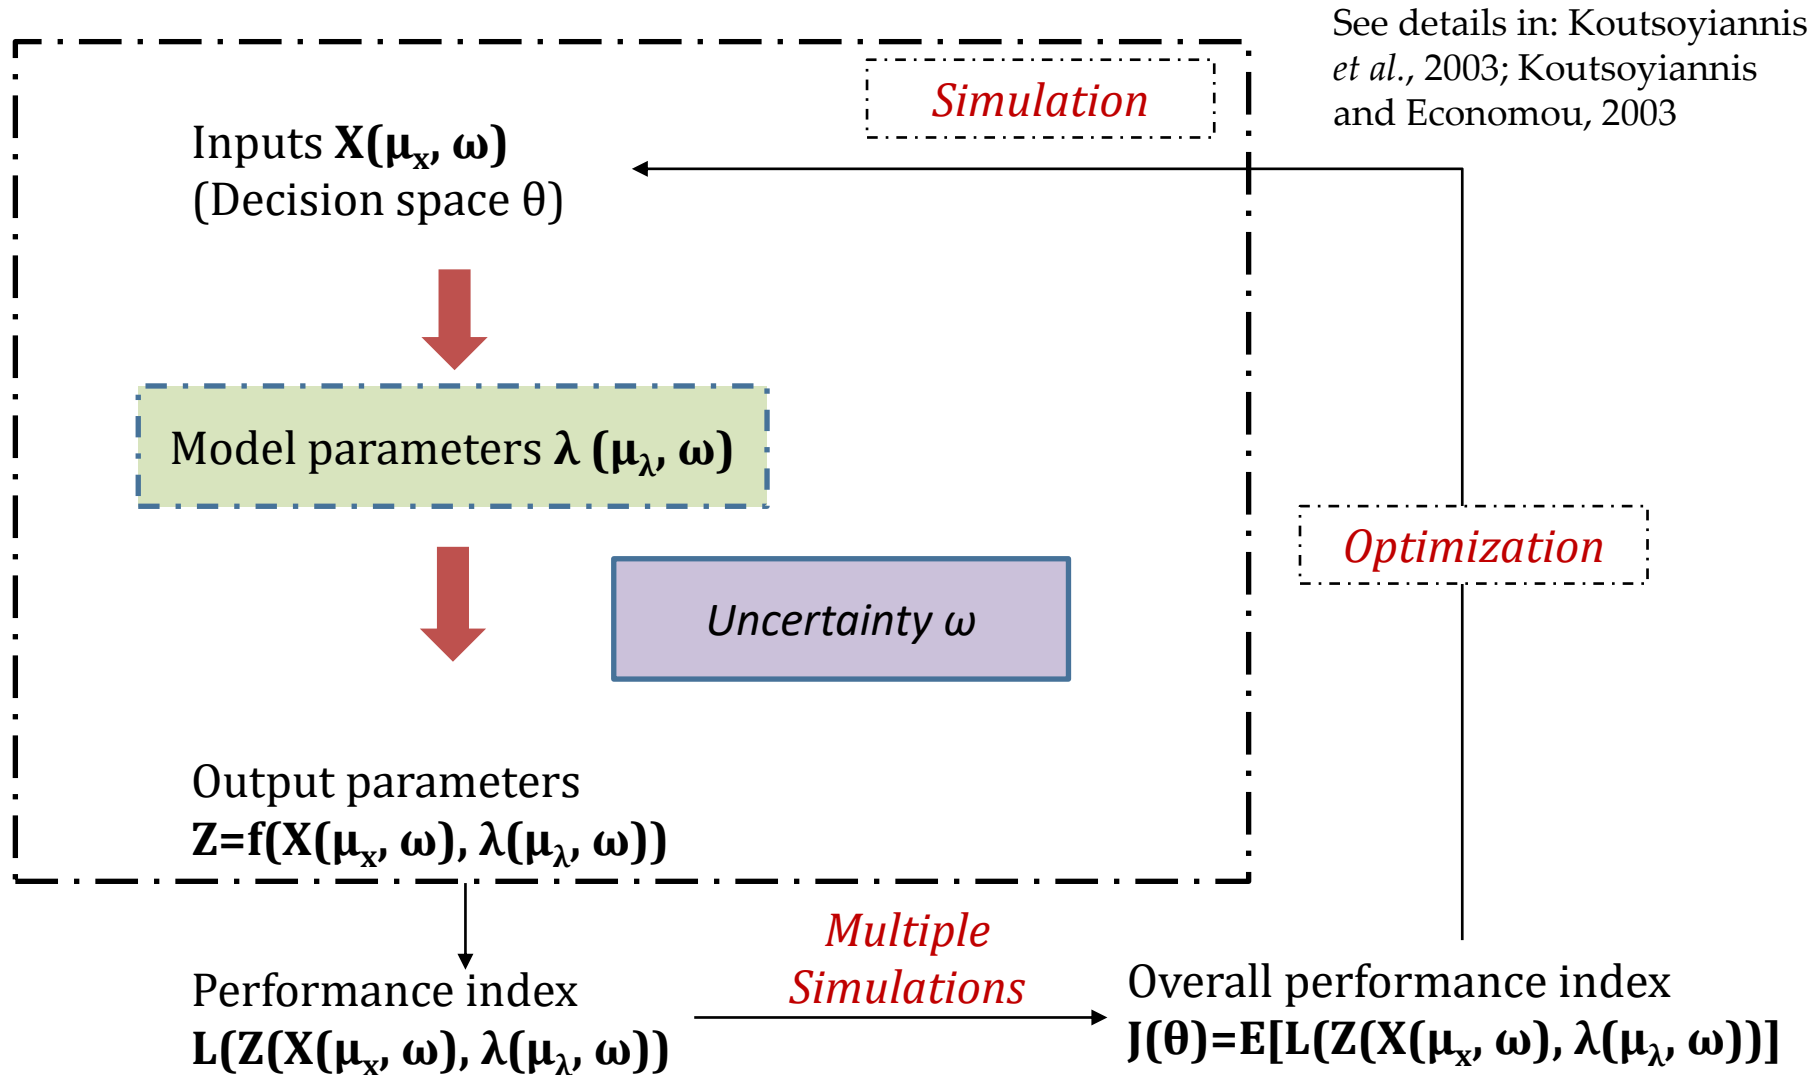 See details in: Koutsoyiannis
et al., 2003; Koutsoyiannis
and Economou, 2003
Simulation
Inputs X(μx, ω)
(Decision space θ)
Model parameters λ (μλ, ω)
Optimization
Uncertainty ω
Output parameters
Z=f(X(μx, ω), λ(μλ, ω))
Multiple
Simulations
Performance index
L(Z(X(μx, ω), λ(μλ, ω))
Overall performance index
J(θ)=E[L(Z(X(μx, ω), λ(μλ, ω))]